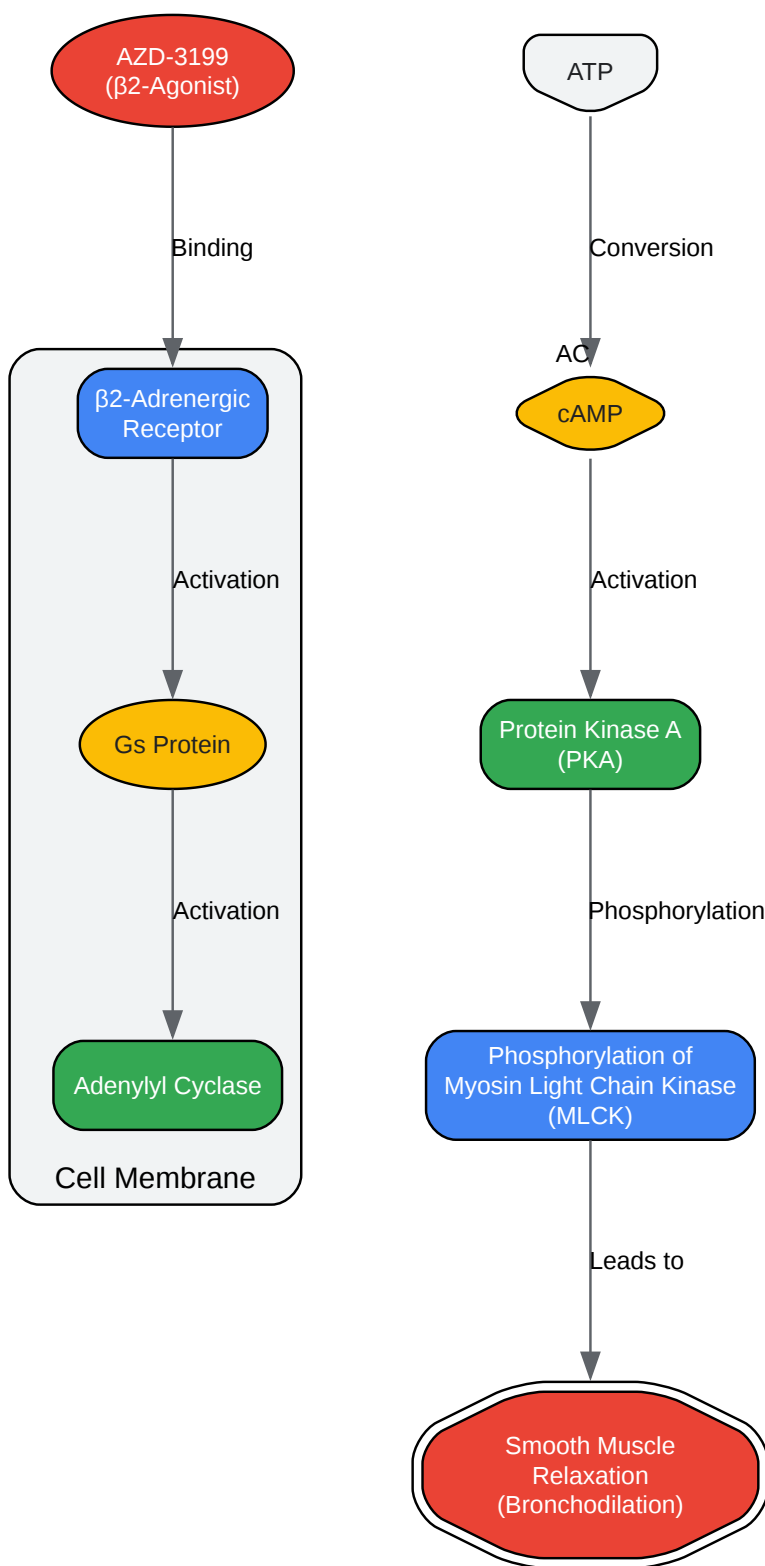 AZD-3199
(β2-Agonist)
Binding
β2-Adrenergic
Receptor
Activation
Gs Protein
Activation
Adenylyl Cyclase
Cell Membrane
ATP
Conversion
AC
cAMP
Activation
Protein Kinase A
(PKA)
Phosphorylation
Phosphorylation of
Myosin Light Chain Kinase
(MLCK)
Leads to
Smooth Muscle
Relaxation
(Bronchodilation)